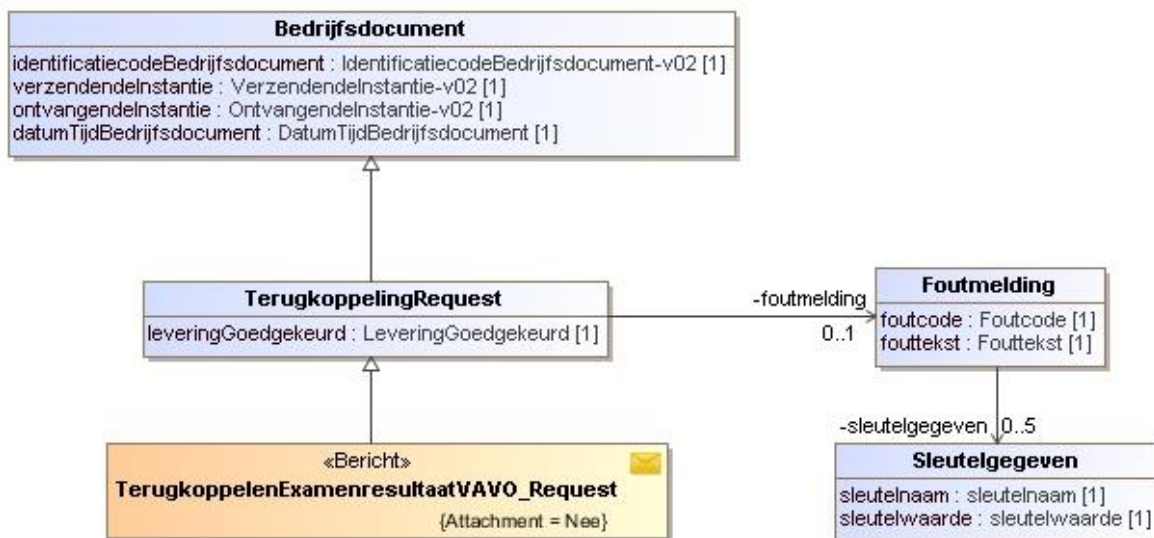 Bedrijfsdocument
identificatiecodeBedrijfsdocument : IdentificatiecodeBedrijfsdocument-v02 [1]
verzendendeInstantie : VerzendendeInstantie-v02 [1]
ontvangendeInstantie : OntvangendeInstantie-v02 [1]
datumTijdBedrijfsdocument : DatumTijdBedrijfsdocument [1]
TerugkoppelingRequest
leveringGoedgekeurd : LeveringGoedgekeurd [1]
-foutmelding
0..1
Foutmelding
foutcode : Foutcode [1]
fouttekst : Fouttekst [1]
-sleutelgegeven 0..5
«Bericht»
TerugkoppelenExamenresultaatVAVO_Request
{Attachment = Nee}
Sleutelgegeven
sleutelnaam : sleutelnaam [1]
sleutelwaarde : sleutelwaarde [1]